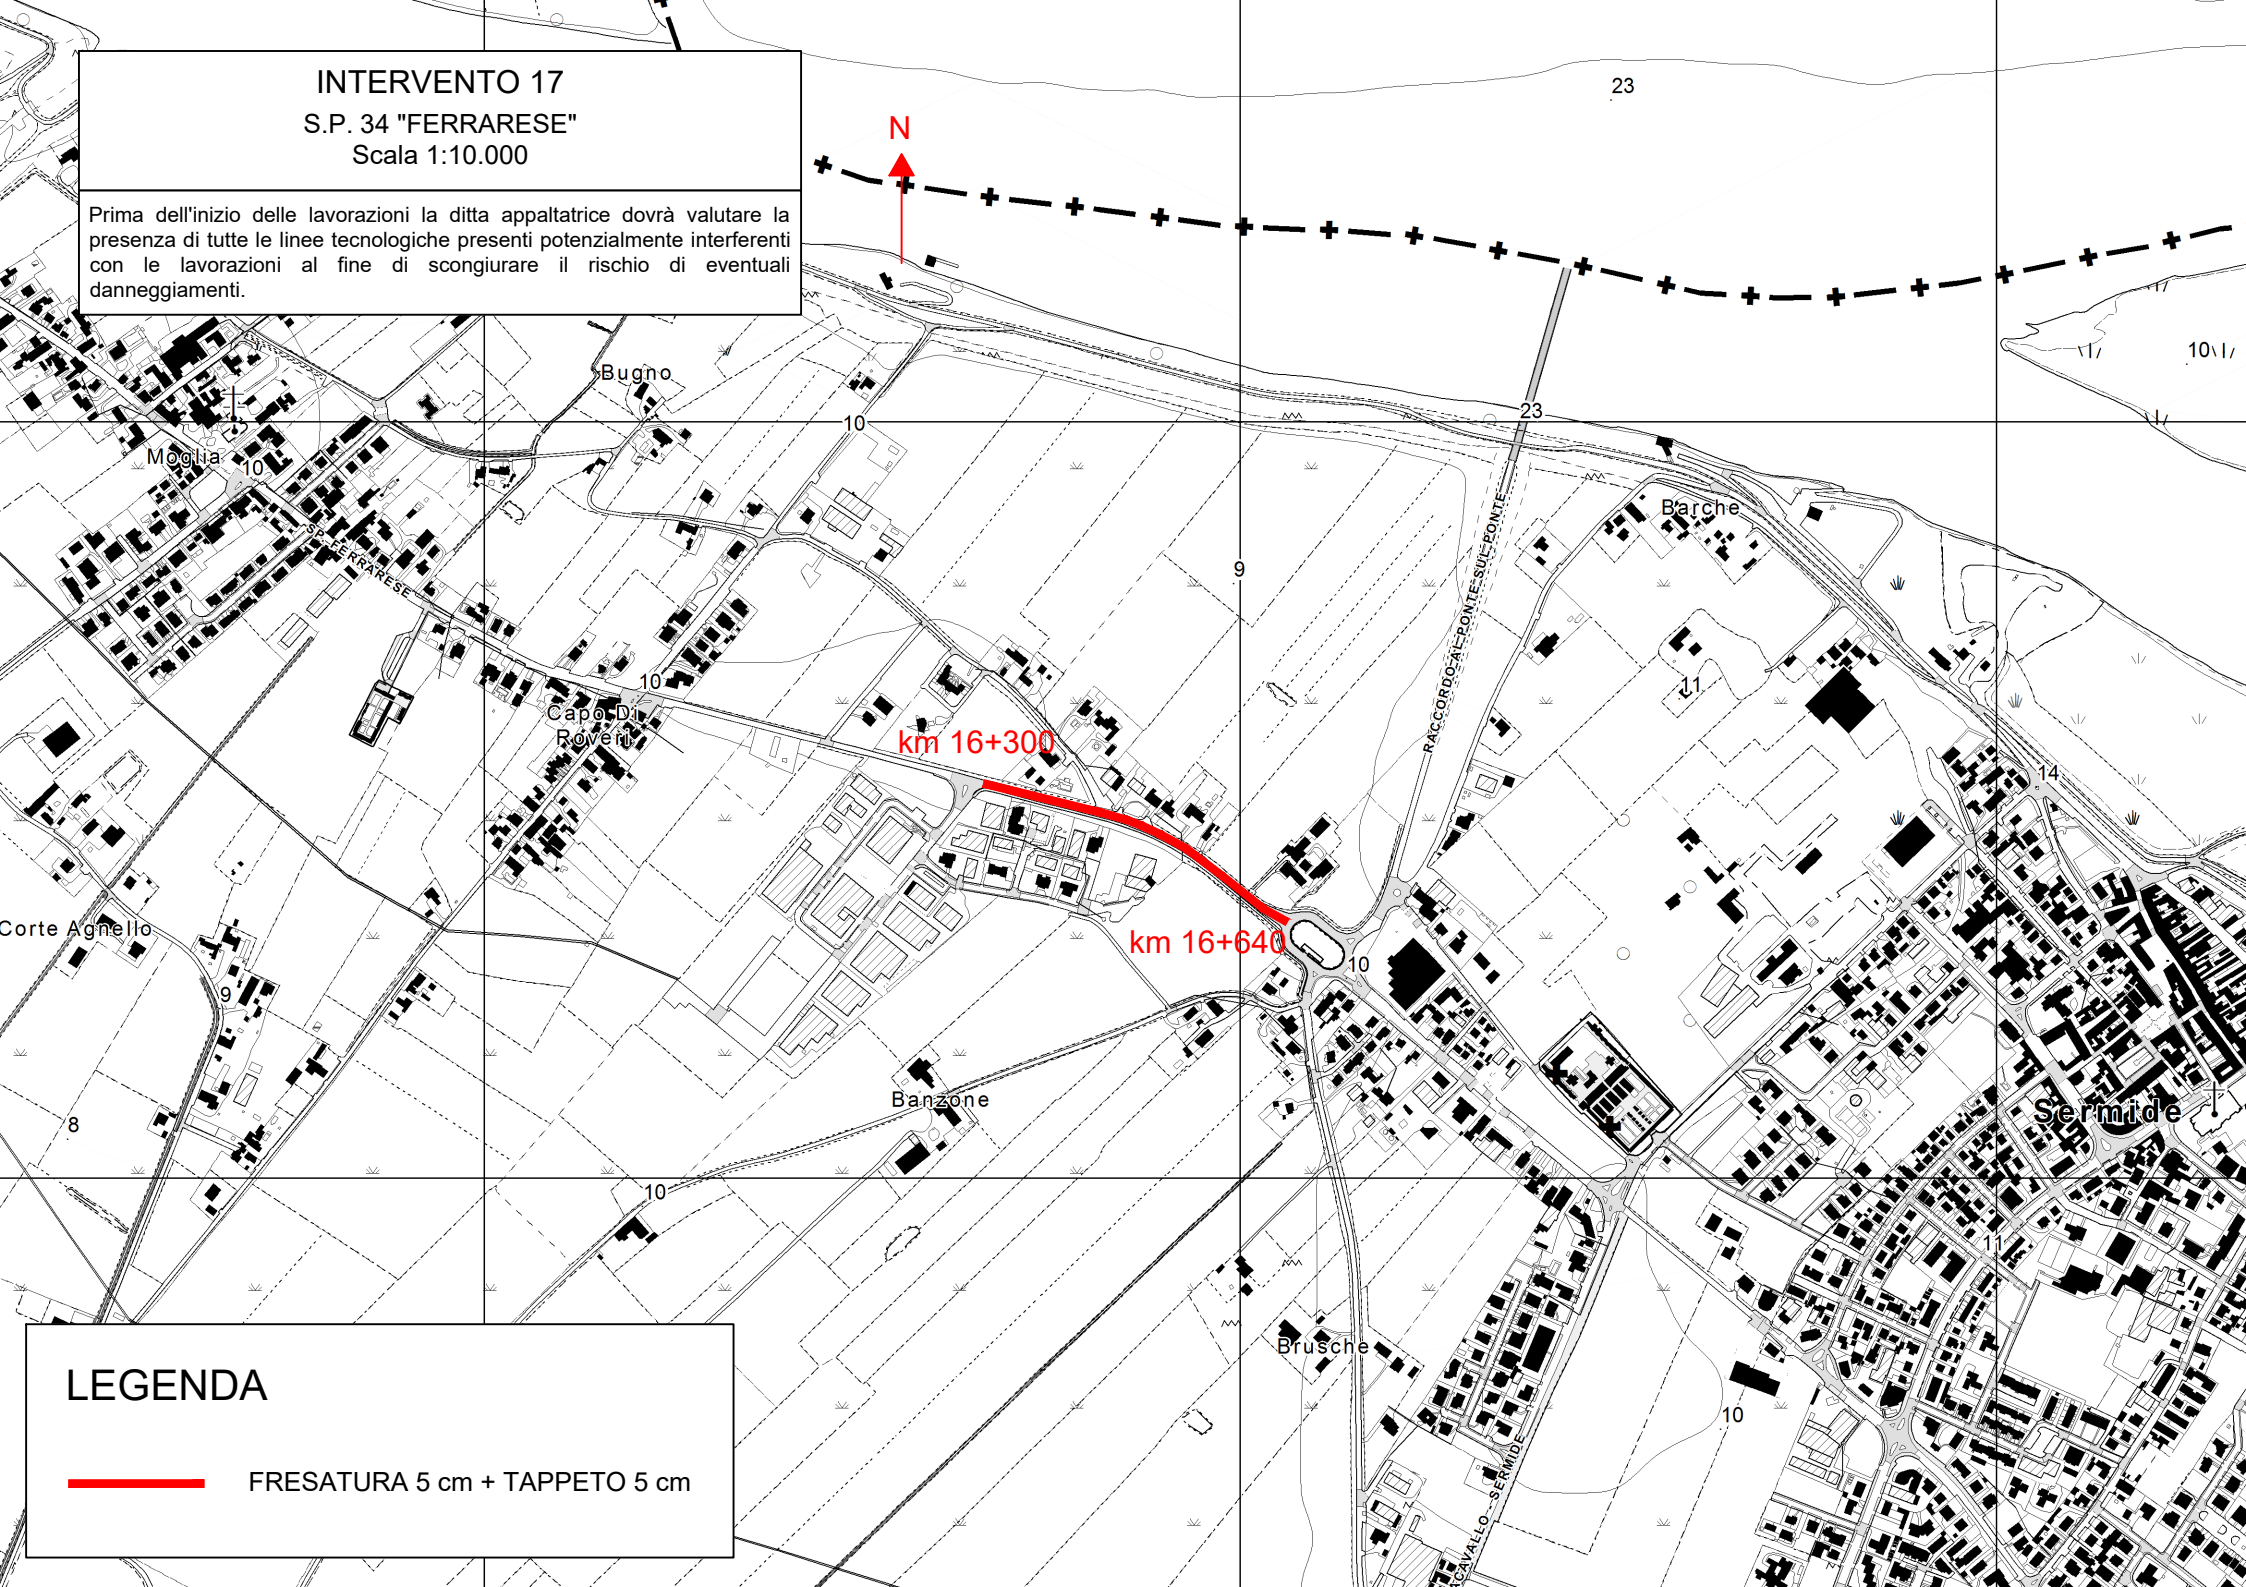 INTERVENTO 17
S.P. 34 "FERRARESE"
Scala 1:10.000
Prima dell'inizio delle lavorazioni la ditta appaltatrice dovrà valutare la
presenza di tutte le linee tecnologiche presenti potenzialmente interferenti
con le lavorazioni al fine di scongiurare il rischio di eventuali
danneggiamenti.
23
N
Bugno
10
23
Moglia
10
S.P. FERRARESE
Barche
9
10
RACCORDO AL PONTE SUL PONTE
10
11
Capo Di
Roveri
km 16+300
14
Corte Agnello
km 16+640
10
9
Banzone
8
Sermide
10
11
Brusche
10
SERMIDE
LEGENDA
FRESATURA 5 cm + TAPPETO 5 cm